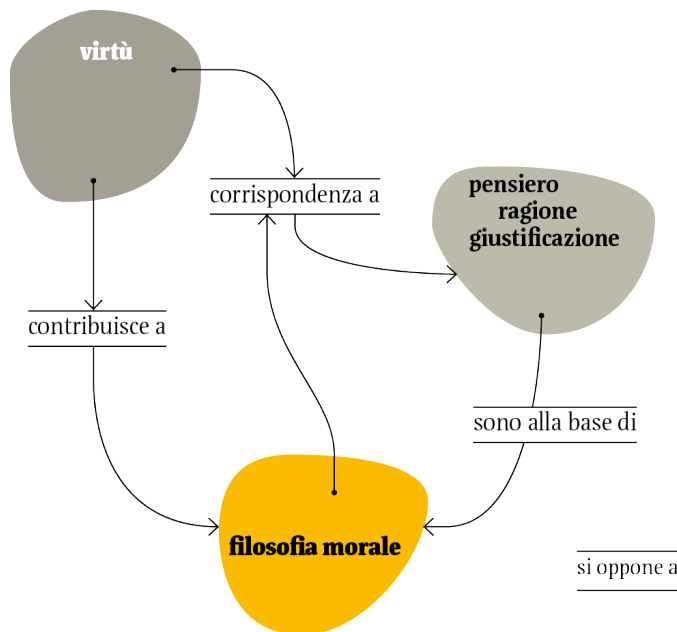 virtù
corrispondenza a
pensiero
ragione
giustificazione
contribuisce a
sono alla base di
filosofia morale
si oppone a